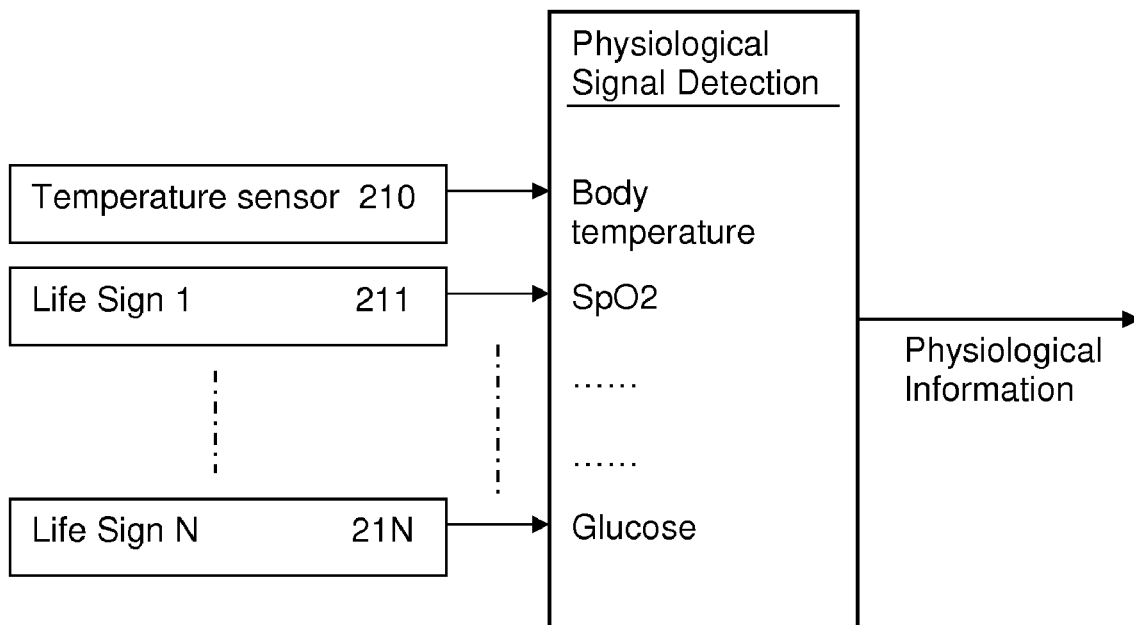 Physiological
Signal Detection
Temperature sensor 210
Body
temperature
Life Sign 1 211
SpO2
Physiological
Information
......
......
Life Sign N 21N
Glucose